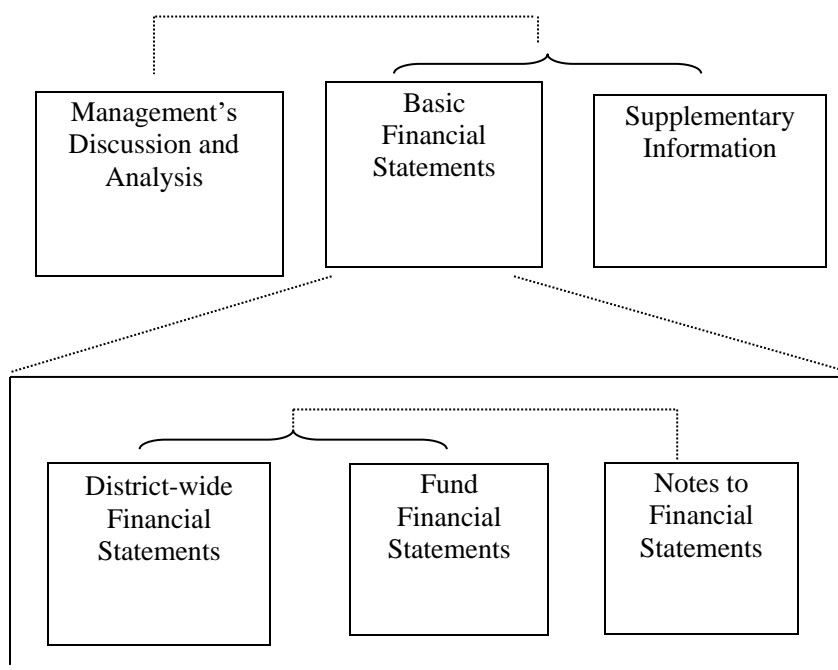 Management’s
Discussion and
Analysis
Basic
Financial
Statements
Supplementary
Information
District-wide
Financial
Statements
Fund
Financial
Statements
Notes to
Financial
Statements